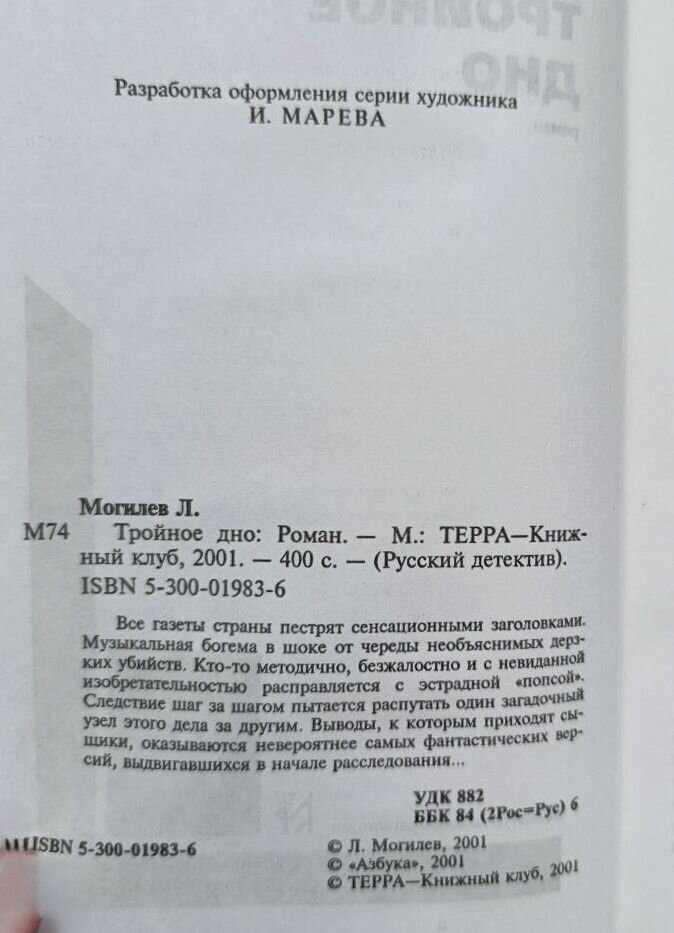 ТРОЙНОЕ
ДНО
роман
Разработка оформления серии художника
И. МАРЕВА
Могилев Л.
М74 Тройное дно: Роман. — М.: ТЕРРА—Книж-
ный клуб, 2001. — 400 с. — (Русский детектив).
ISBN 5-300-01983-6
Все газеты страны пестрят сенсационными заголовками.
Музыкальная богема в шоке от череды необъяснимых дерз-
ких убийств. Кто-то методично, безжалостно и с невиданной
изобретательностью расправляется с эстрадной «попсой».
Следствие шаг за шагом пытается распутать один загадочный
узел этого дела за другим. Выводы, к которым приходят сы-
щики, оказываются невероятнее самых фантастических вер-
сий, выдвигавшихся в начале расследования...
УДК 882
ББК 84 (2Рос=Рус) 6
ISBN 5-300-01983-6
© Л. Могилев, 2001
© «Азбука», 2001
© ТЕРРА—Книжный клуб, 2001